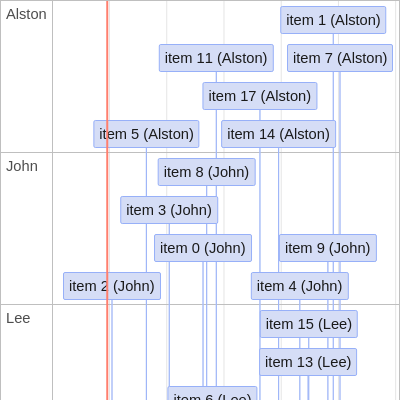 Alston
item 1 (Alston)
item 11 (Alston)
item 7 (Alston)
item 17 (Alston)
item 5 (Alston)
item 14 (Alston)
John
item 8 (John)
item 3 (John)
item 0 (John)
item 9 (John)
item 2 (John)
item 4 (John)
Lee
item 15 (Lee)
item 13 (Lee)
item 6 (Lee)